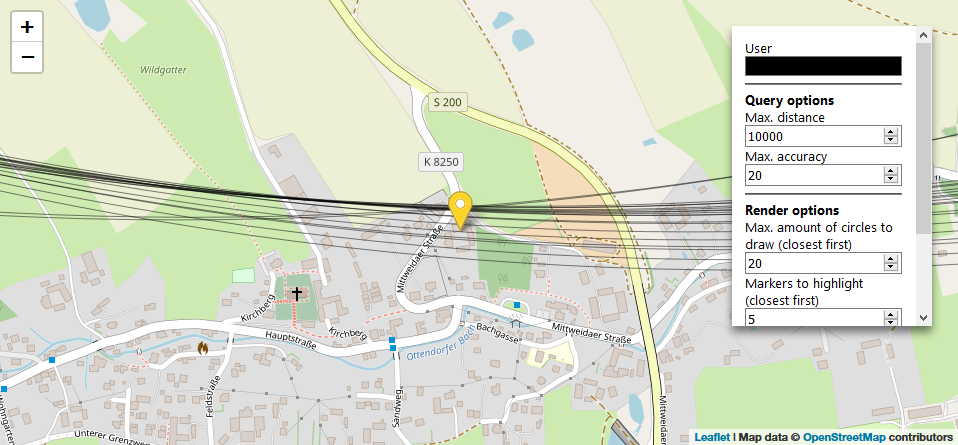 +
−
Wildgatter
S 200
K 8250
Mittweidaer Straße
Kirchberg
Kirchberg
Hauptstraße
Ottendorfer Bach
Bachgasse
Mittweidaer Straße
Feldstraße
Sandweg
Wohngarten
Unterer Grenzweg
Mittweidaer
User
Query options
Max. distance
10000
Max. accuracy
20
Render options
Max. amount of circles to
draw (closest first)
20
Markers to highlight
(closest first)
5
Leaflet | Map data © OpenStreetMap contributors